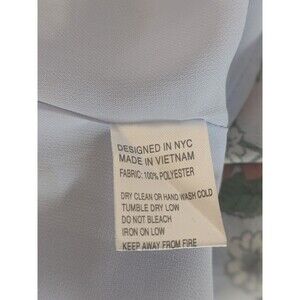 DESIGNED IN NYC
MADE IN VIETNAM
FABRIC: 100% POLYESTER
DRY CLEAN OR HAND WASH COLD
TUMBLE DRY LOW
DO NOT BLEACH
IRON ON LOW
KEEP AWAY FROM FIRE